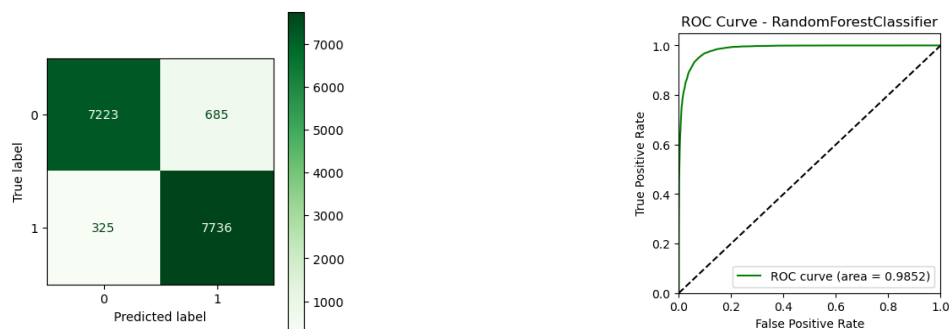 7000
6000
5000
4000
3000
2000
1000
True label
0
1
7223 685
325 7736
0 1
Predicted label
ROC Curve - RandomForestClassifier
True Positive Rate
1.0
0.8
0.6
0.4
0.2
0.0
ROC curve (area = 0.9852)
0.0 0.2 0.4 0.6 0.8 1.0
False Positive Rate